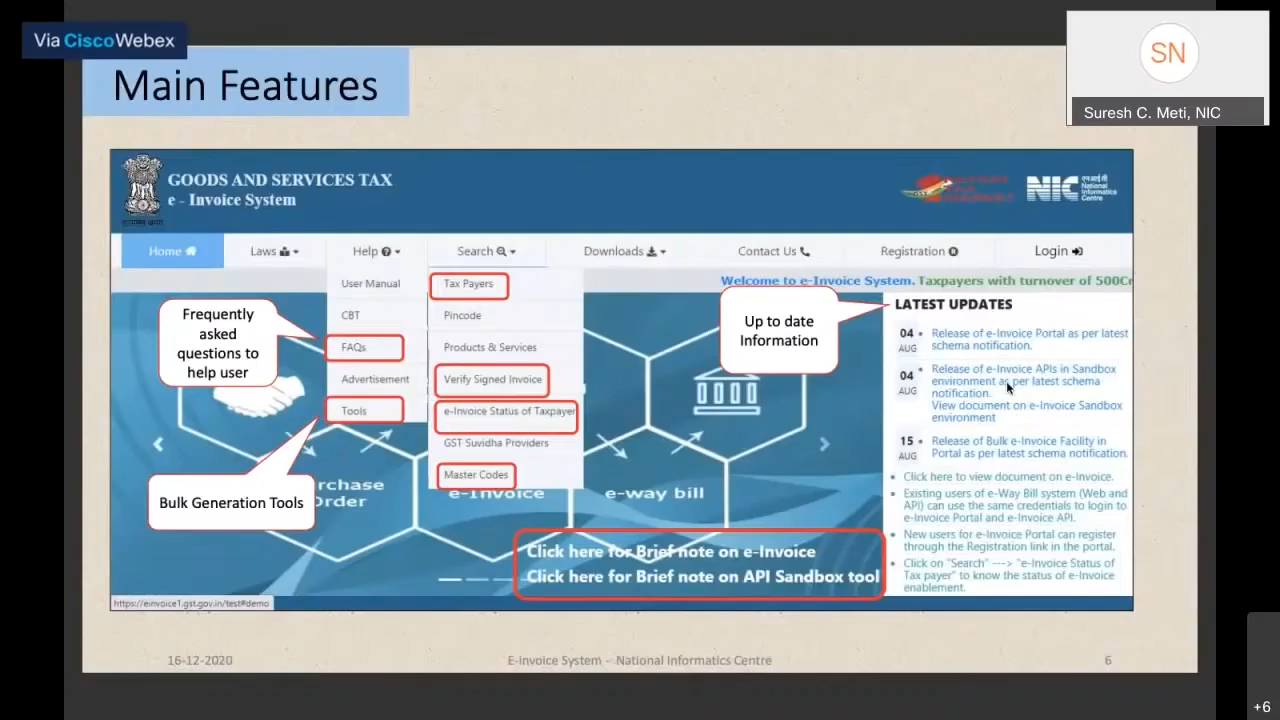 Via CiscoWebex
SN
Suresh C. Meti, NIC
Main Features
GOODS AND SERVICES TAX
e - Invoice System
NIC
एन आई सी
National
Informatics
Centre
Home
Laws
Help
Search
Downloads
Contact Us
Registration
Login
User Manual
CBT
FAQs
Advertisement
Tools
Tax Payers
Pincode
Products & Services
Verify Signed Invoice
e-Invoice Status of Taxpayer
GST Suvidha Providers
Master Codes
Welcome to e-Invoice System. Taxpayers with turnover of 500Cr
Frequently
asked
questions to
help user
Bulk Generation Tools
Up to date
Information
LATEST UPDATES
04 AUG
Release of e-Invoice Portal as per latest
schema notification.
04 AUG
Release of e-Invoice APIs in Sandbox
environment as per latest schema
notification.
View document on e-Invoice Sandbox
environment
15 AUG
Release of Bulk e-Invoice Facility in
Portal as per latest schema notification.
Click here to view document on e-Invoice.
Existing users of e-Way Bill system (Web and
API) can use the same credentials to login to
e-Invoice Portal and e-Invoice API.
New users for e-Invoice Portal can register
through the Registration link in the portal.
Click on "Search" ---> "e-Invoice Status of
Tax payer" to know the status of e-Invoice
enablement.
rchase
Order
e-Invoice
e-way bill
Click here for Brief note on e-Invoice
Click here for Brief note on API Sandbox tool
https://einvoice1.gst.gov.in/test#demo
16-12-2020
E-invoice System - National Informatics Centre
6
+6